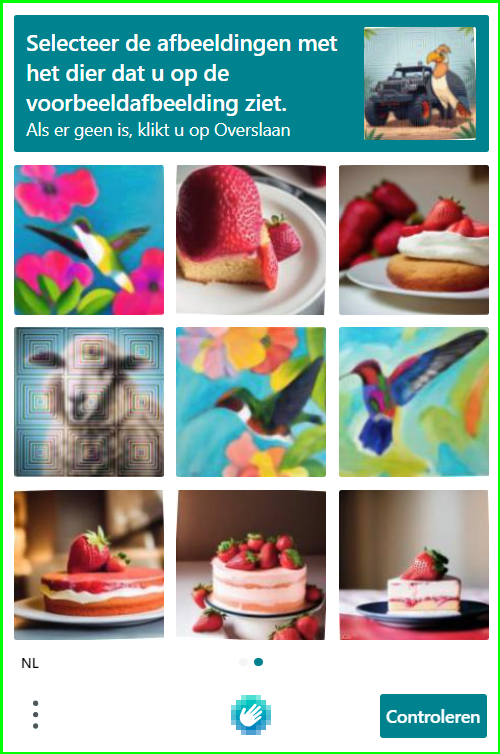 Selecteer de afbeeldingen met
het dier dat u op de
voorbeeldafbeelding ziet.
Als er geen is, klikt u op Overslaan
NL
Controleren